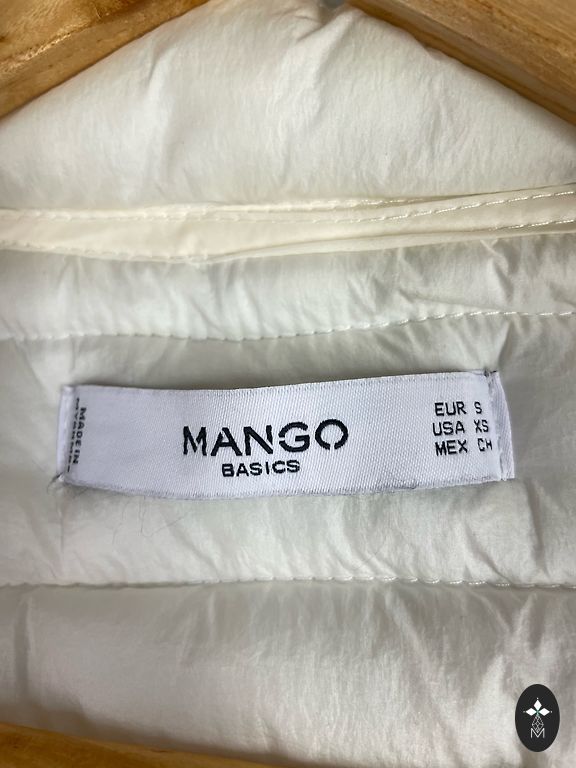 MADE IN
MANGO
BASICS
EUR S
USA XS
MEX CH